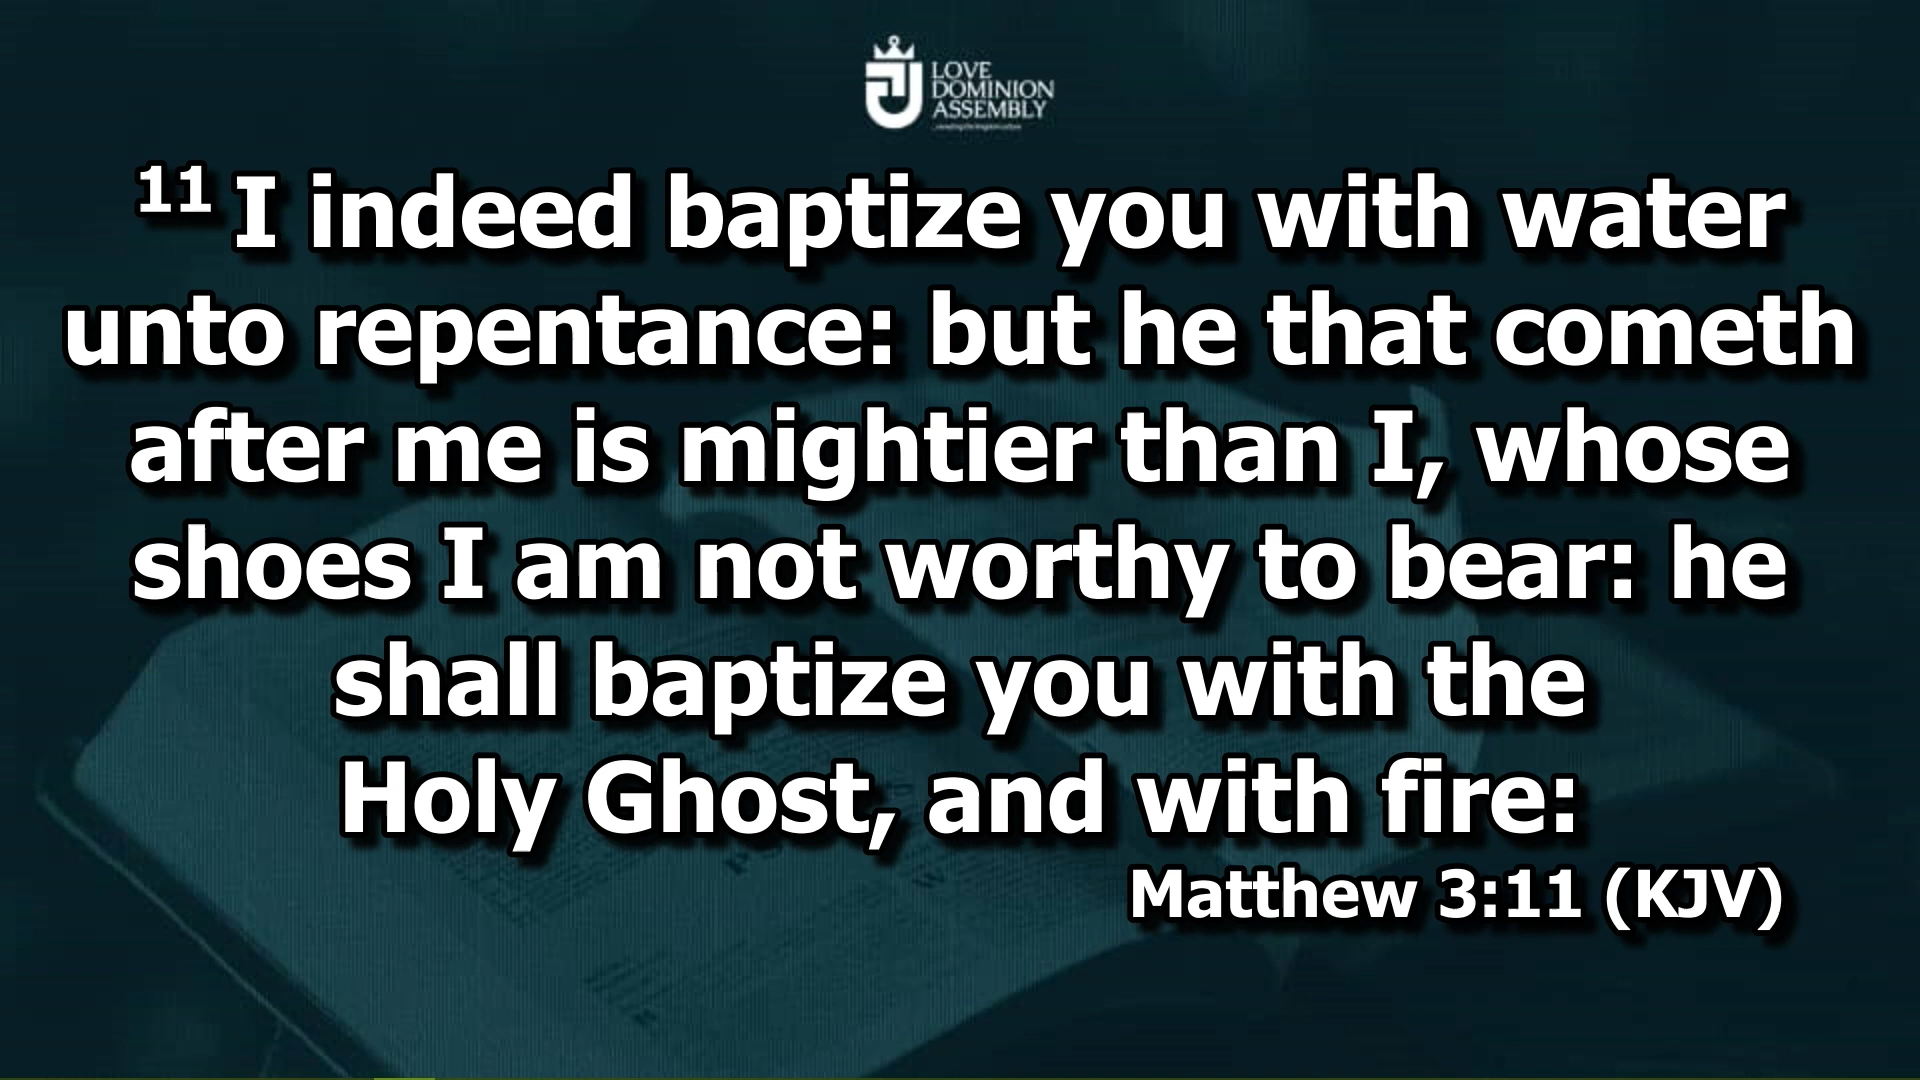 LOVE
DOMINION
ASSEMBLY
11 I indeed baptize you with water
unto repentance: but he that cometh
after me is mightier than I, whose
shoes I am not worthy to bear: he
shall baptize you with the
Holy Ghost, and with fire:
Matthew 3:11 (KJV)